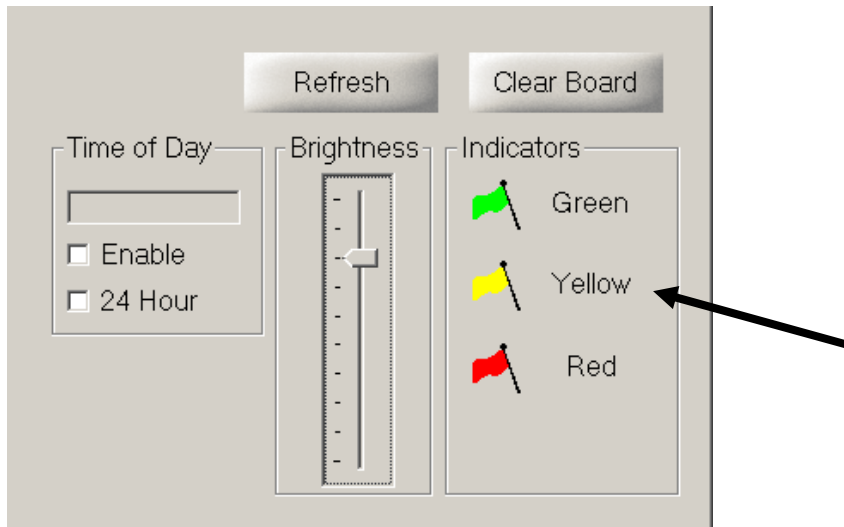 Refresh
Clear Board
Time of Day
Enable
24 Hour
Brightness
Indicators
Green
Yellow
Red